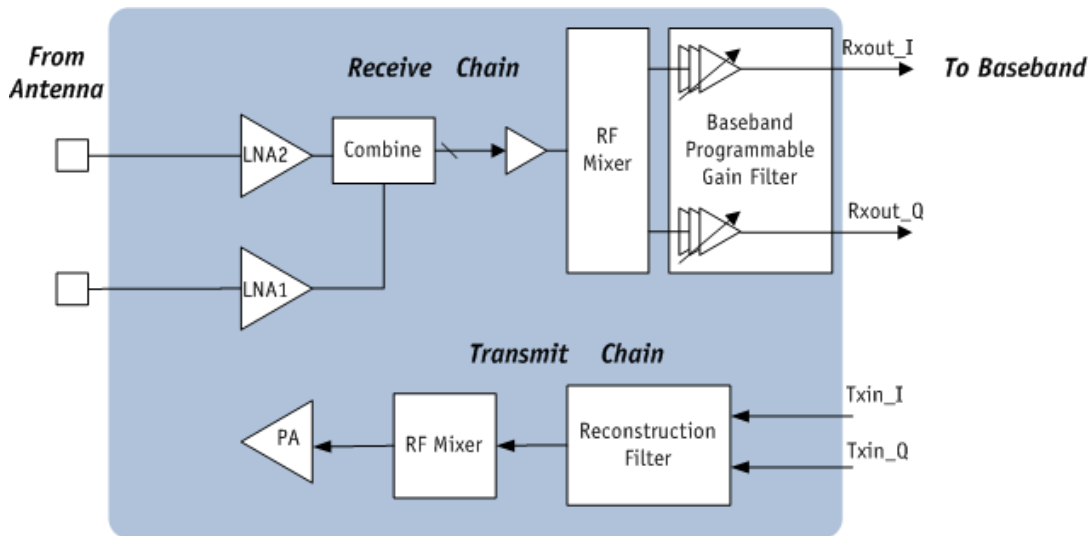 From
Antenna
Receive Chain
Rxout_I
To Baseband
LNA2
Combine
RF
Mixer
Baseband
Programmable
Gain Filter
Rxout_Q
LNA1
Transmit Chain
PA
RF Mixer
Reconstruction
Filter
Txin_I
Txin_Q